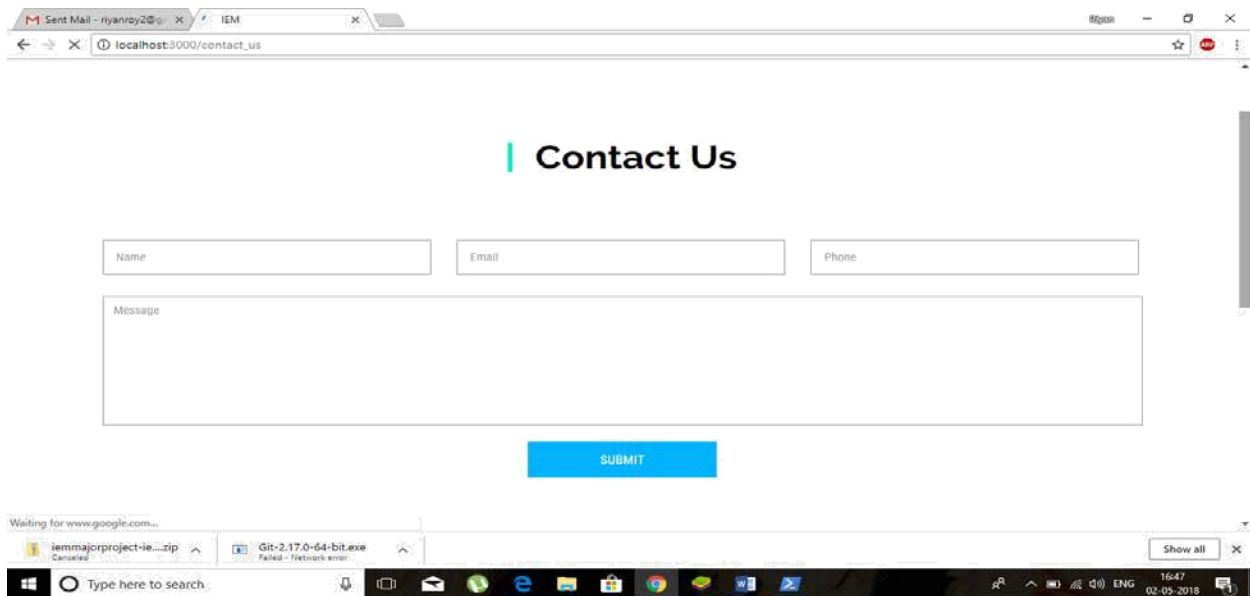 Sent Mail - riyanroy2@g
IEM
localhost:3000/contact_us
ABP
Contact Us
Name
Email
Phone
Message
SUBMIT
Waiting for www.google.com...
iemmajorproject-ie....zip
Canceled
Git-2.17.0-64-bit.exe
Failed - Network error
Show all
Type here to search
ENG
16:47
02-05-2018